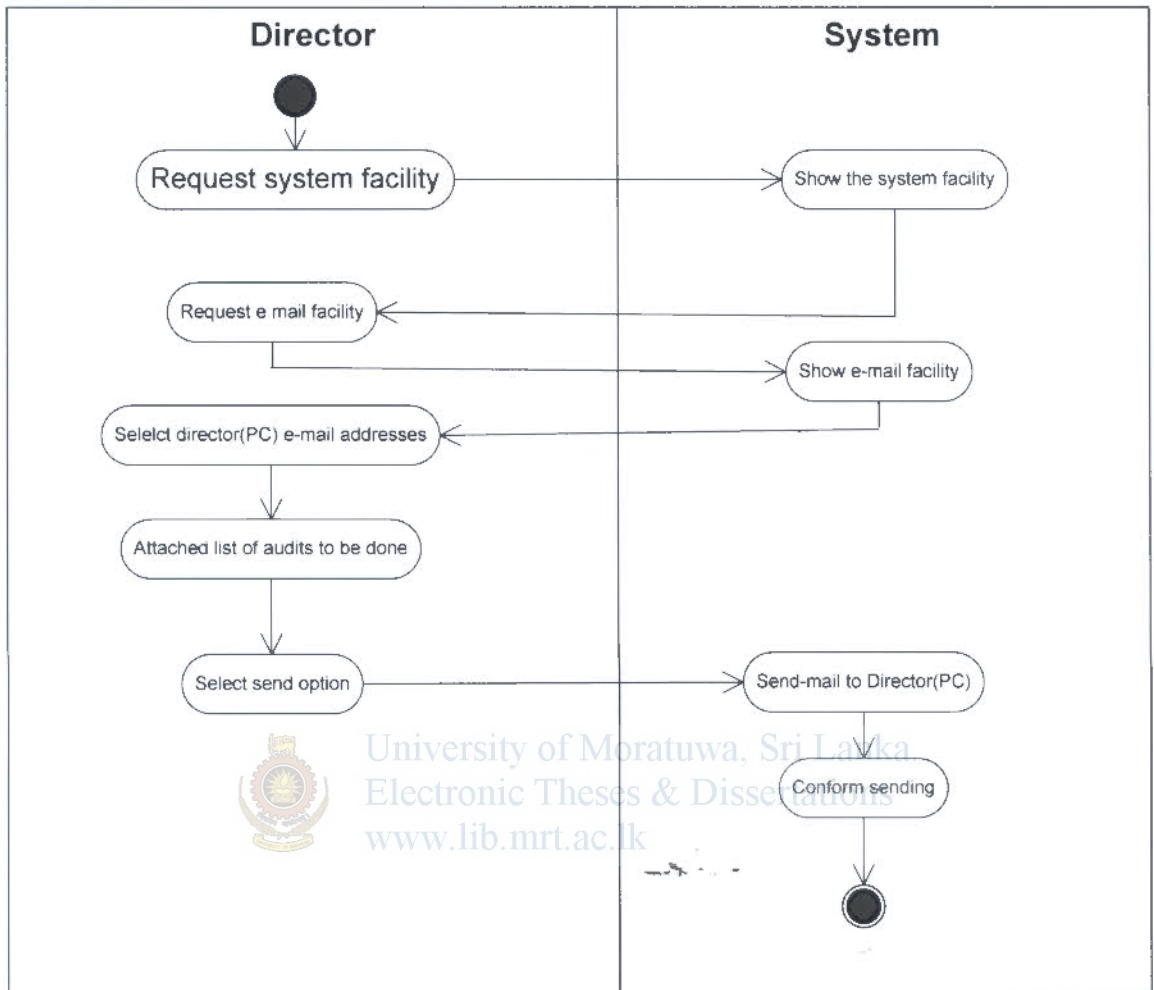 Director
System
Request system facility
Show the system facility
Request e mail facility
Show e-mail facility
Selelct director(PC) e-mail addresses
Attached list of audits to be done
Select send option
Send-mail to Director(PC)
University of Moratuwa, Sri Lanka.
Electronic Theses & Dissertations
www.lib.mrt.ac.lk
Conform sending